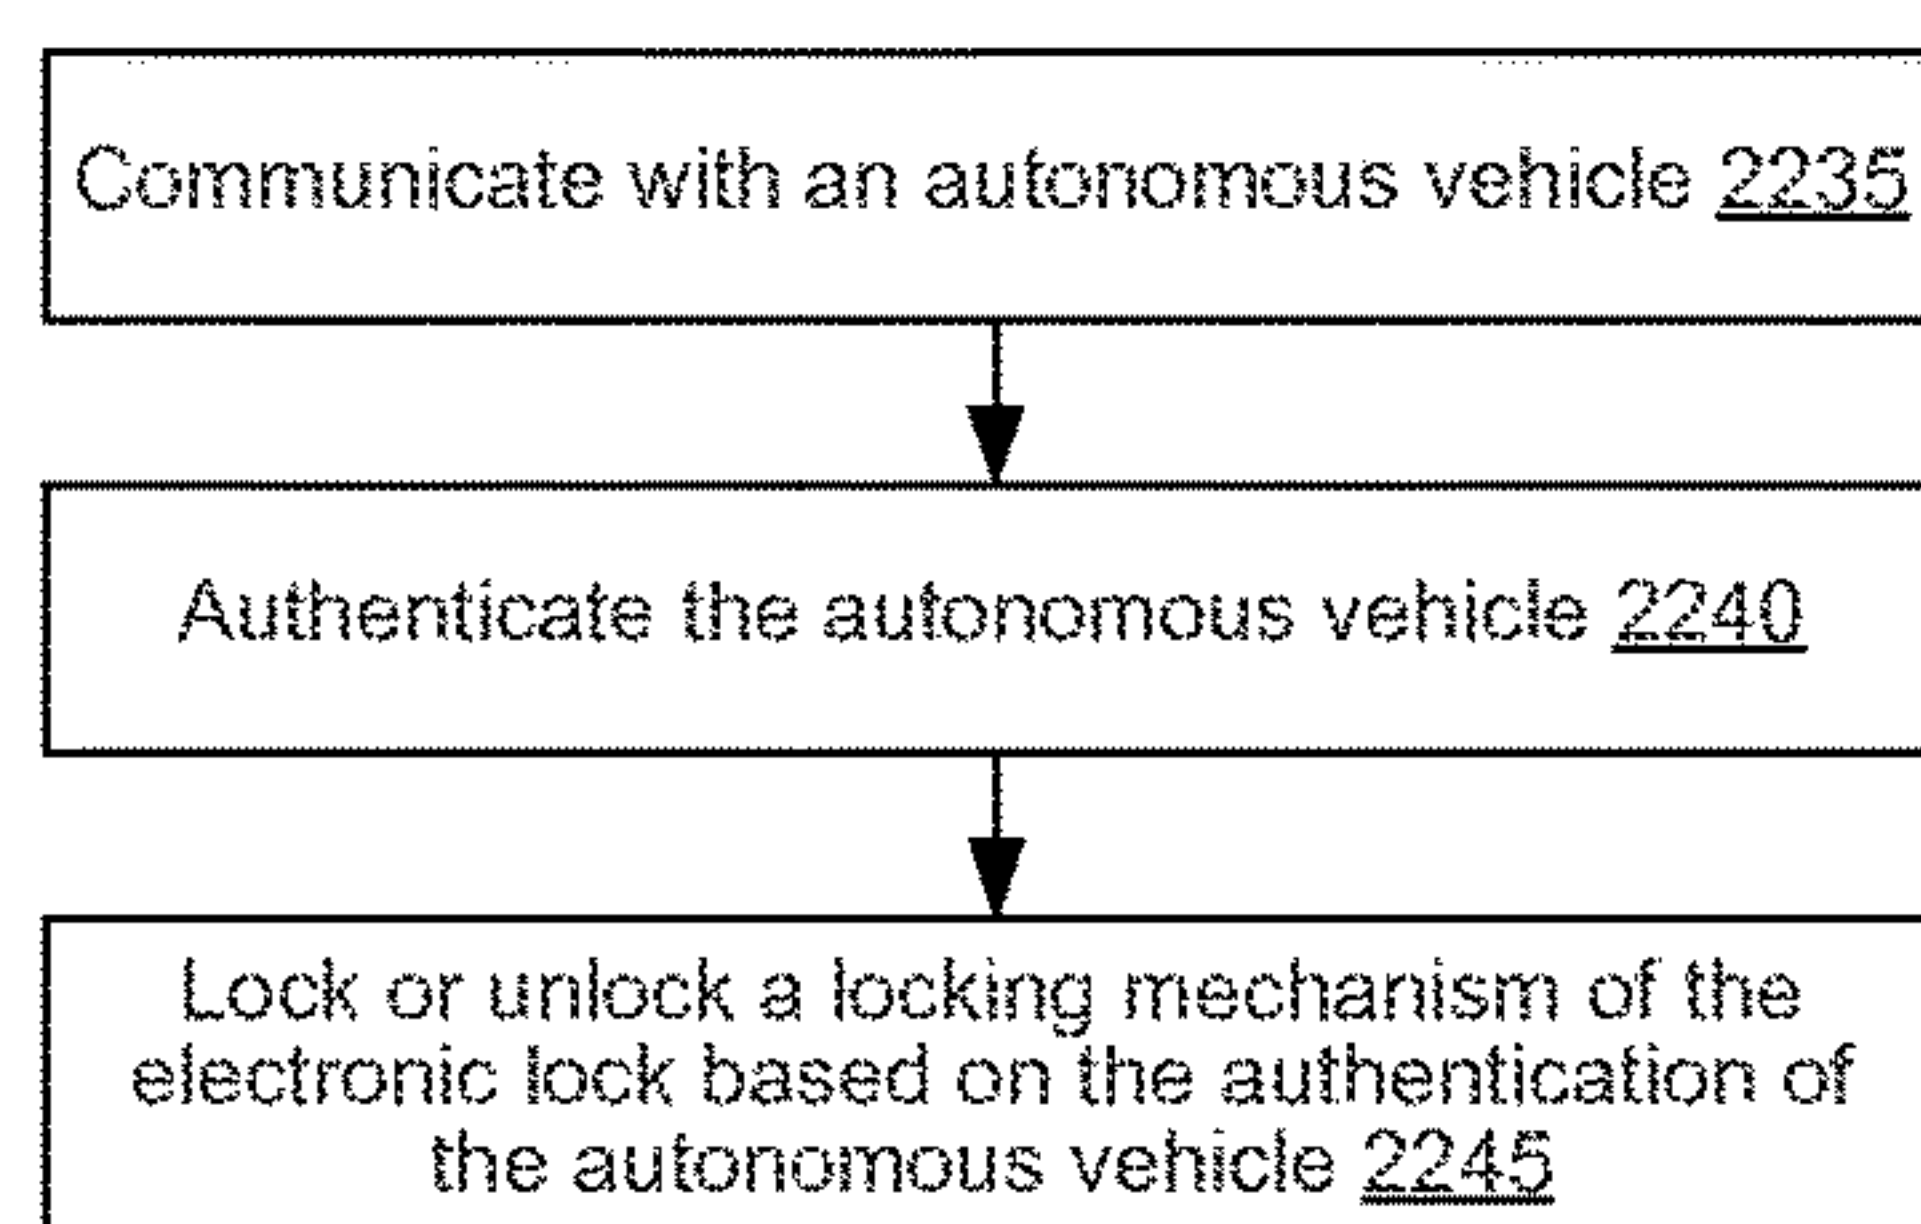 Communicate with an autonomous vehicle 2235
Authenticate the autonomous vehicle 2240
Lock or unlock a locking mechanism of the
electronic lock based on the authentication of
the autonomous vehicle 2245